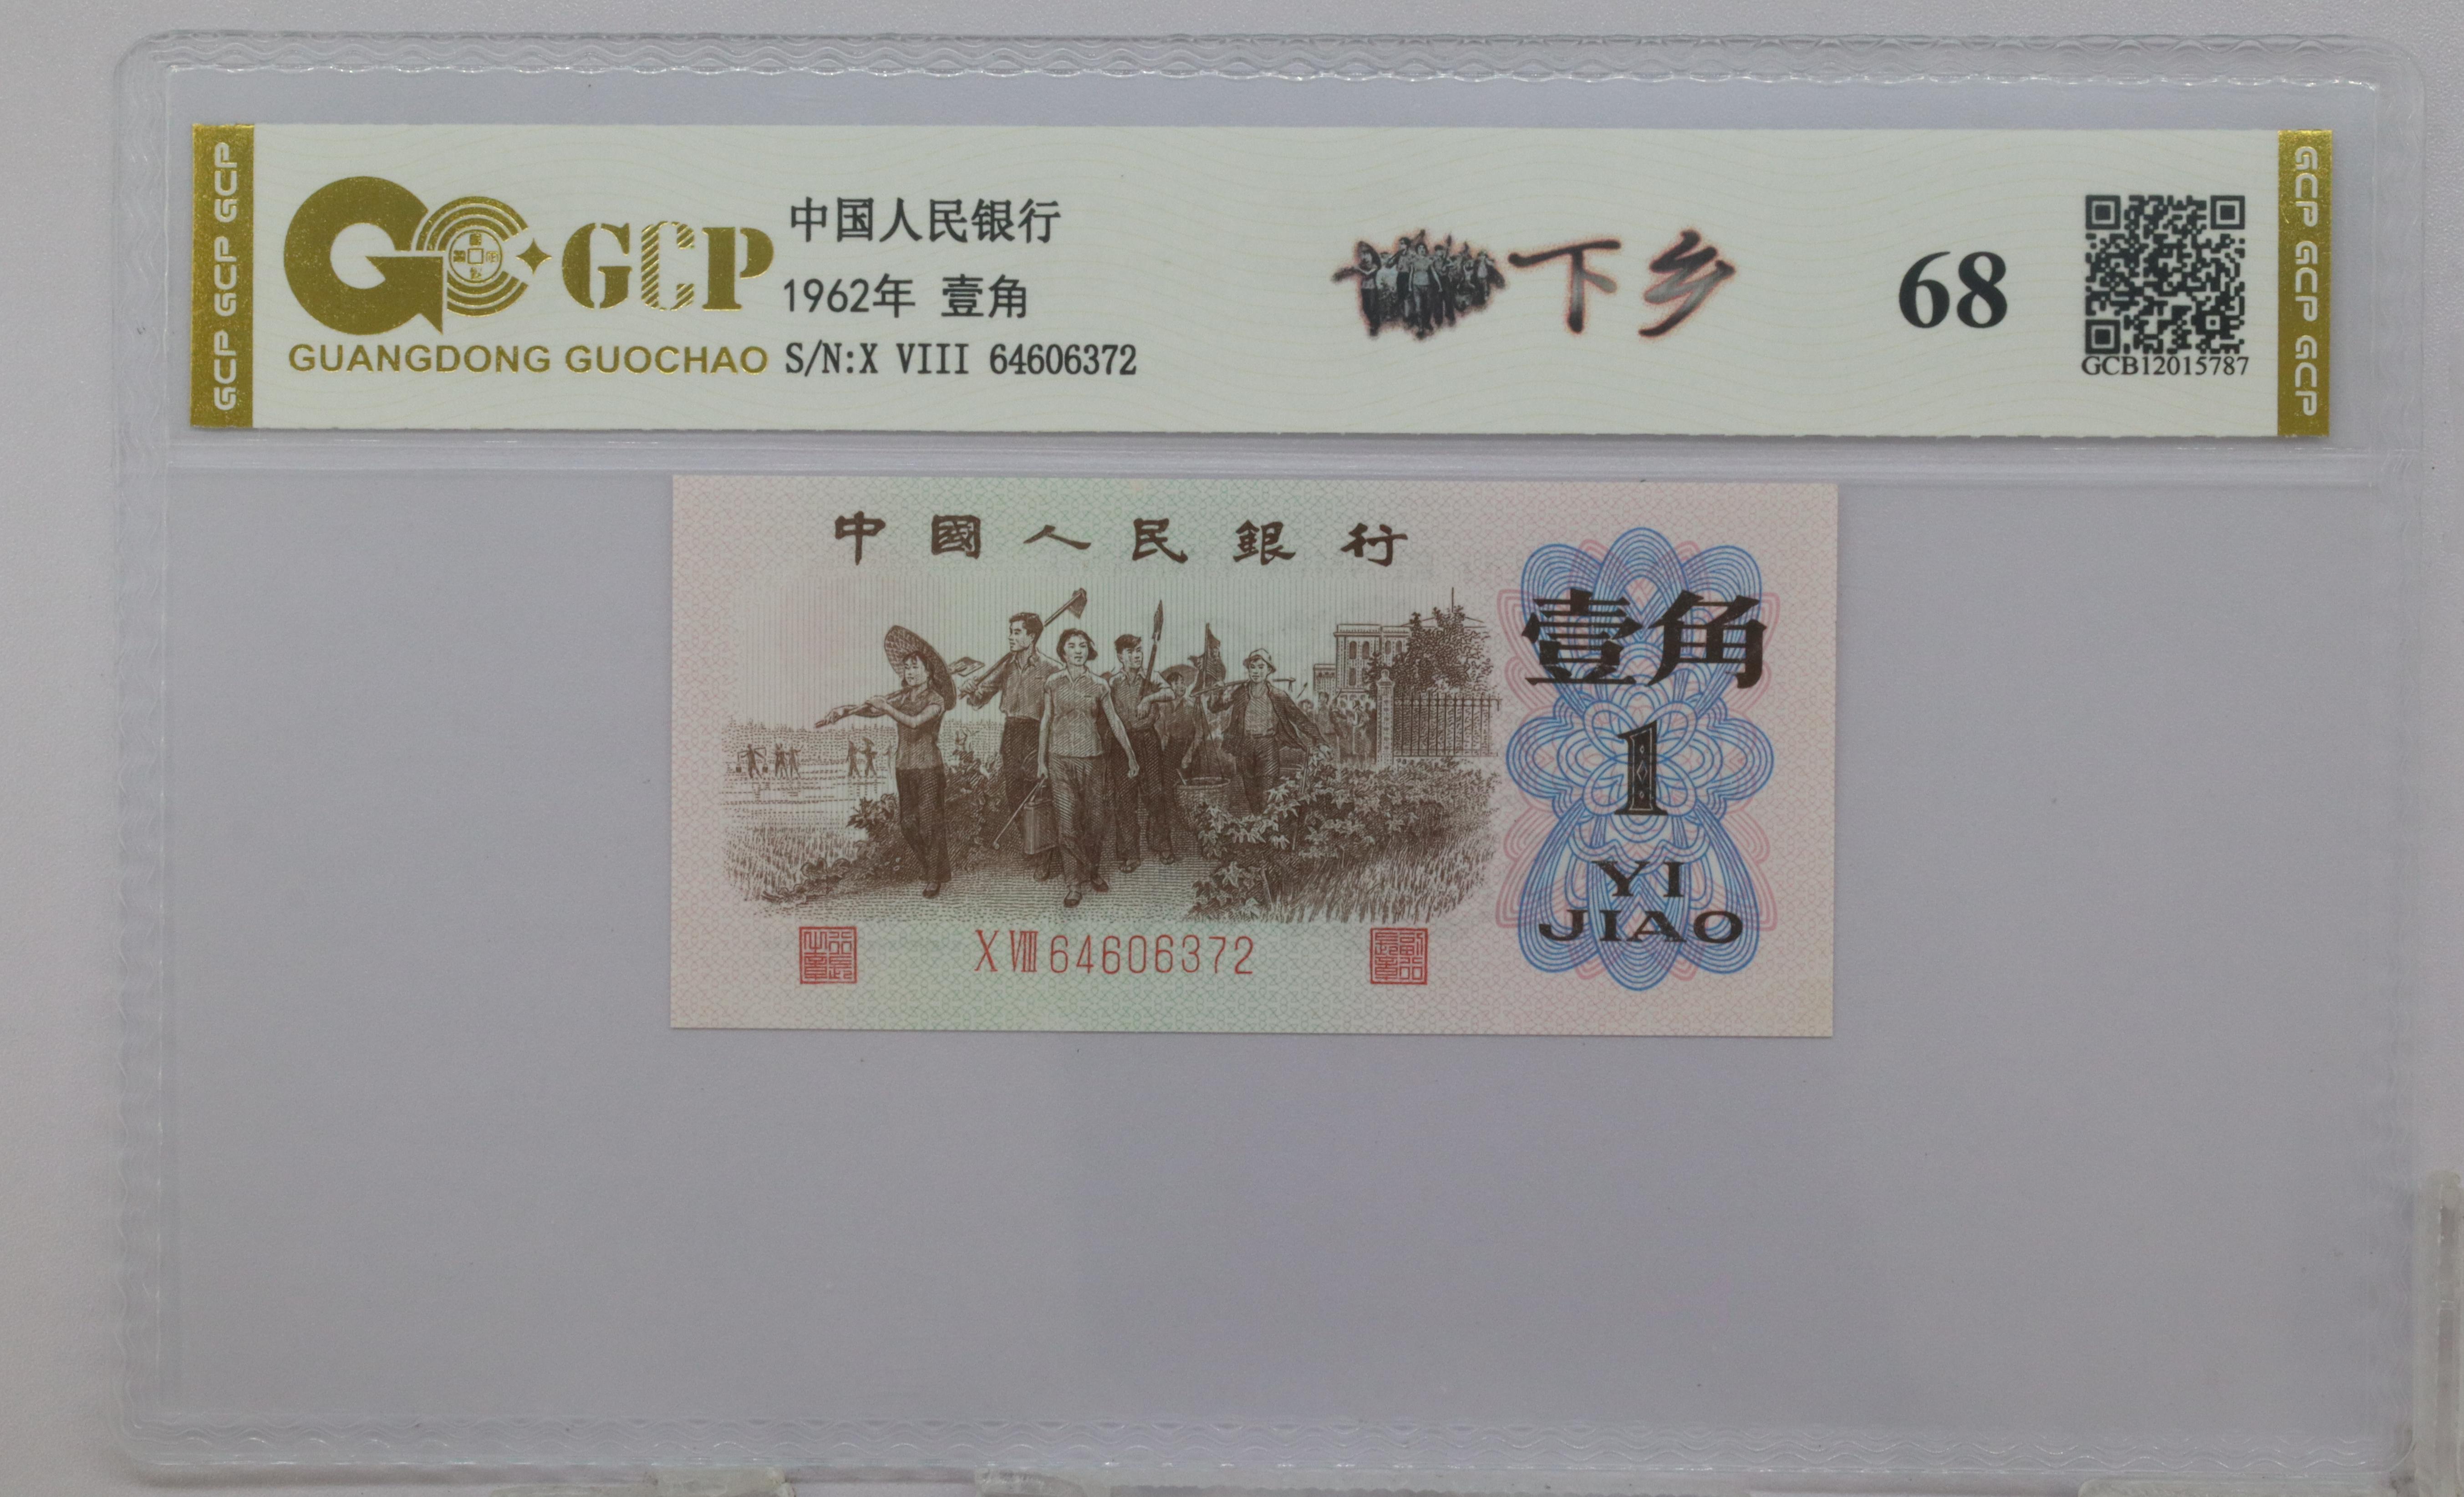 GCP GCP GCP
GCP
GUANGDONG GUOCHAO
中国人民银行
1962年 壹角
S/N:X VIII 64606372
下乡
68
GCB12015787
GCP GCP GCP
中國人民銀行
壹角
1
YI
JIAO
X VIII 64606372